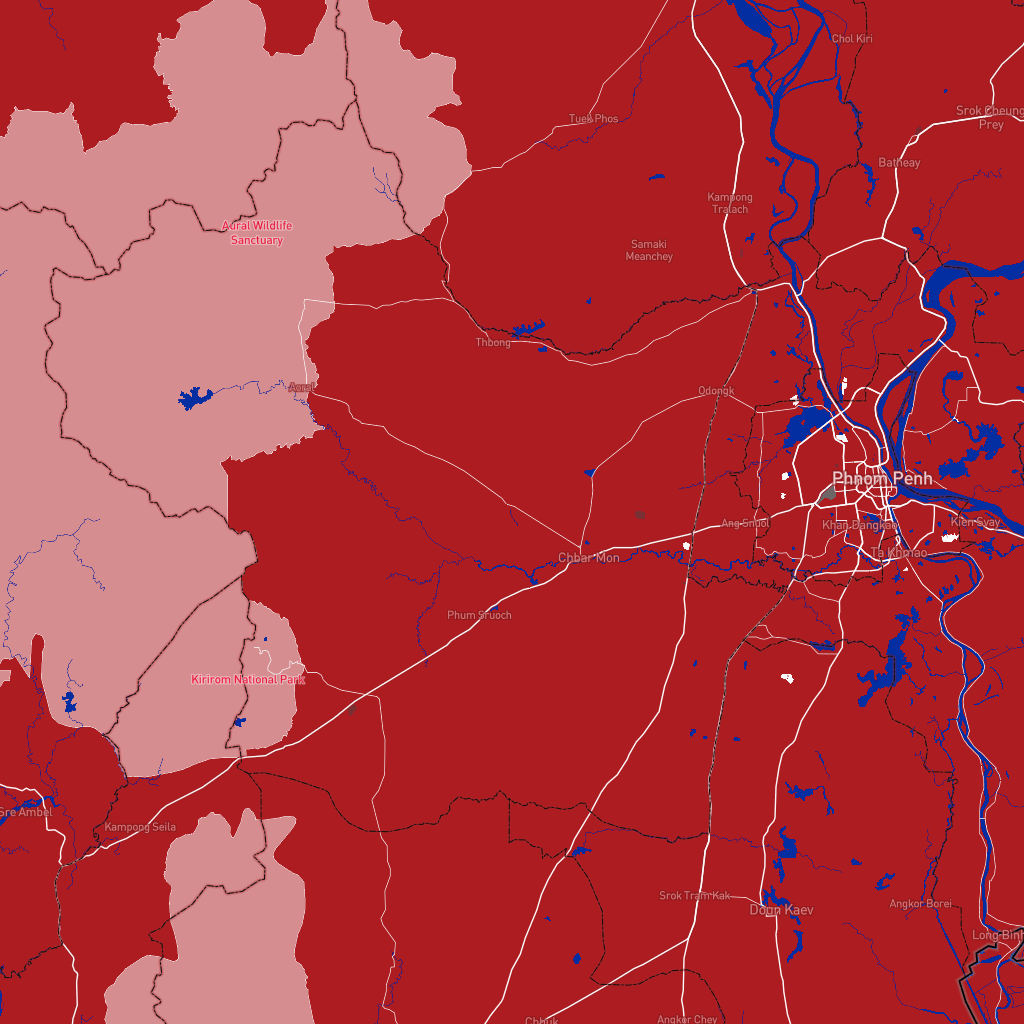 Chol Kiri
Srok Cheung
Prey
Tuek Phos
Batheay
Kampong
Tralach
Aural Wildlife
Sanctuary
Samaki
Meanchey
Thbong
Aoral
Odongk
Phnom Penh
Ang Snuol
Khan Dangkao
Kien Svay
Ta Khmao
Chbar Mon
Phum Sruoch
Kirirom National Park
Sre Ambel
Kampong Seila
Srok Tram Kak
Doun Kaev
Angkor Borei
Long Binh
Chhuk
Angkor Chey